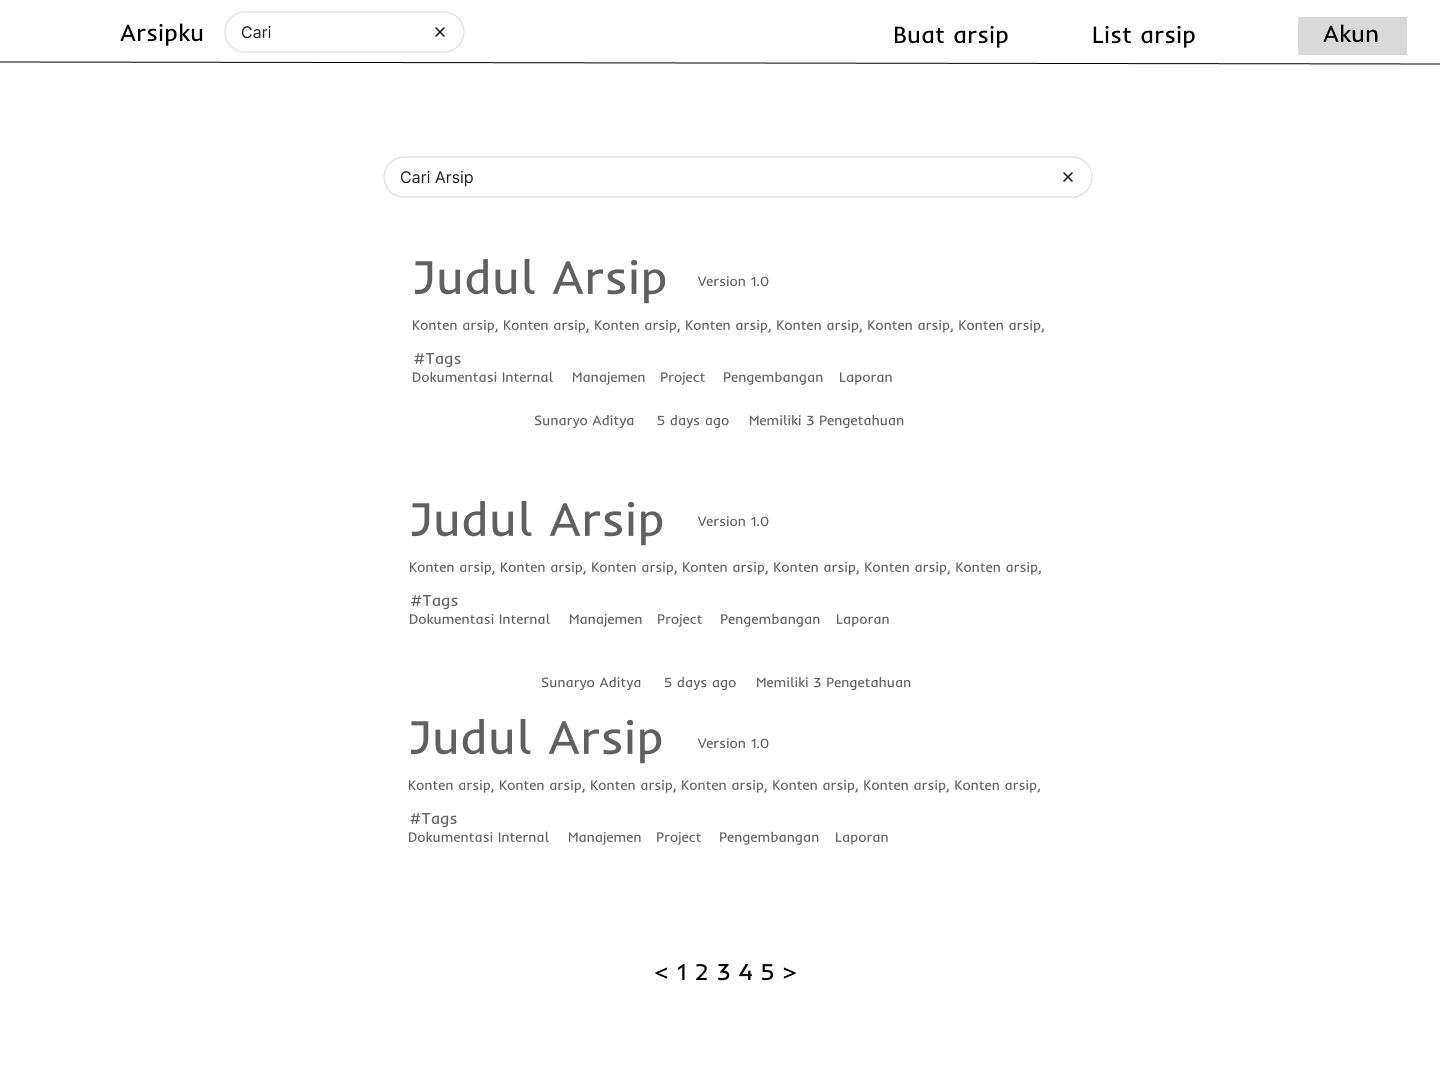 Arsipku Cari ✕ Buat arsip List arsip Akun
Cari Arsip ✕
Judul Arsip Version 1.0
Konten arsip, Konten arsip, Konten arsip, Konten arsip, Konten arsip, Konten arsip, Konten arsip,
#Tags
Dokumentasi Internal Manajemen Project Pengembangan Laporan
Sunaryo Aditya 5 days ago Memiliki 3 Pengetahuan
Judul Arsip Version 1.0
Konten arsip, Konten arsip, Konten arsip, Konten arsip, Konten arsip, Konten arsip, Konten arsip,
#Tags
Dokumentasi Internal Manajemen Project Pengembangan Laporan
Sunaryo Aditya 5 days ago Memiliki 3 Pengetahuan
Judul Arsip Version 1.0
Konten arsip, Konten arsip, Konten arsip, Konten arsip, Konten arsip, Konten arsip, Konten arsip,
#Tags
Dokumentasi Internal Manajemen Project Pengembangan Laporan
< 1 2 3 4 5 >